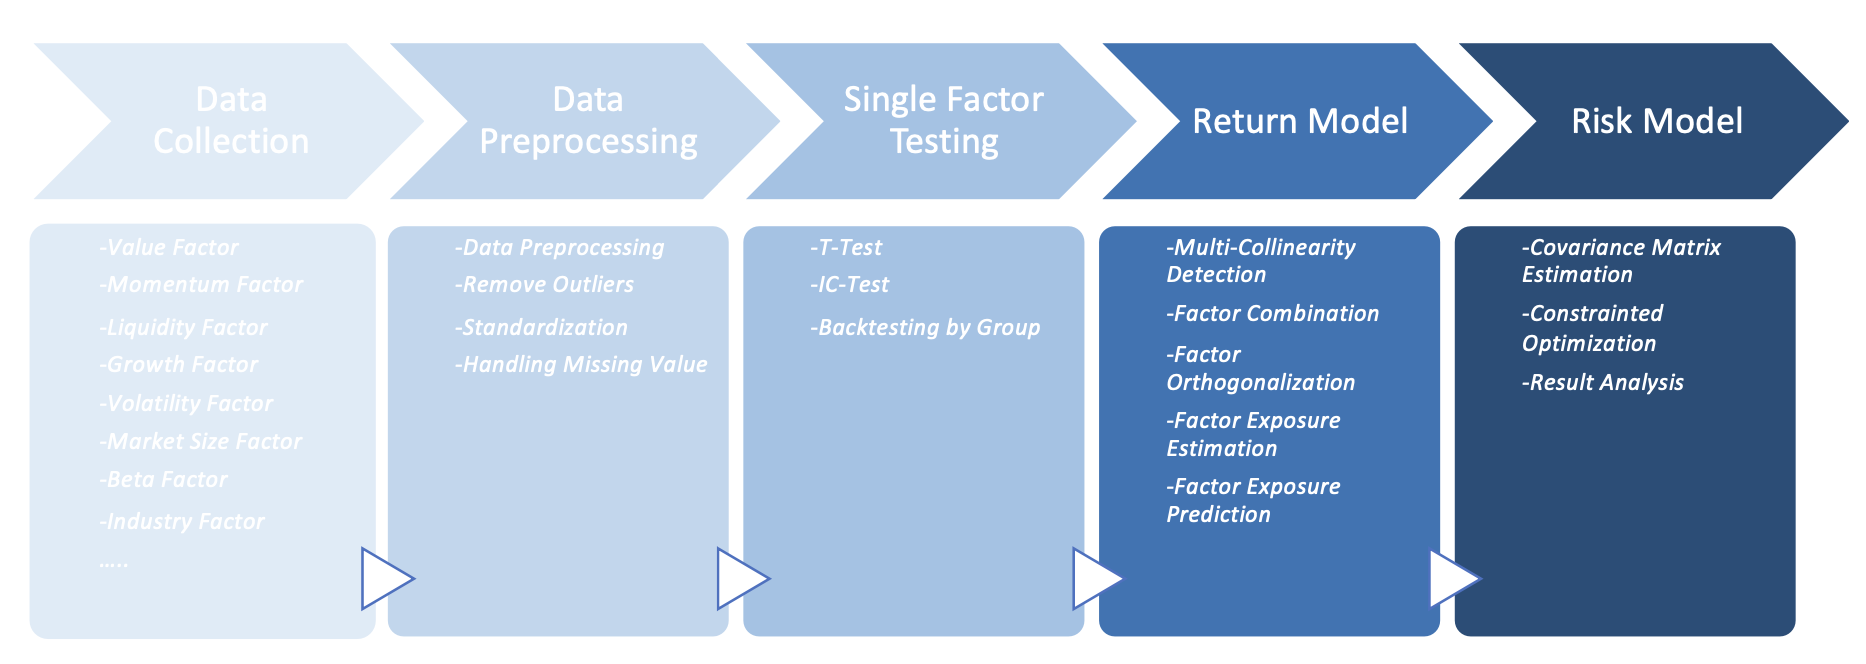 Data
Collection
Data
Preprocessing
Single Factor
Testing
Return Model
Risk Model
-Value Factor
-Momentum Factor
-Liquidity Factor
-Growth Factor
-Volatility Factor
-Market Size Factor
-Beta Factor
-Industry Factor
.....
-Data Preprocessing
-Remove Outliers
-Standardization
-Handling Missing Value
-T-Test
-IC-Test
-Backtesting by Group
-Multi-Collinearity
Detection
-Factor Combination
-Factor
Orthogonalization
-Factor Exposure
Estimation
-Factor Exposure
Prediction
-Covariance Matrix
Estimation
-Constrainted
Optimization
-Result Analysis